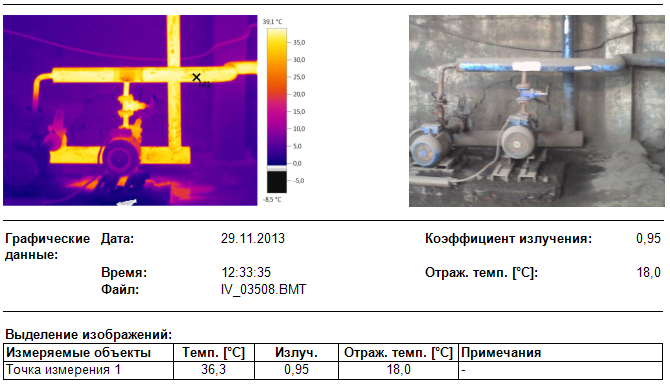 39,1 °C
35,0
30,0
25,0
20,0
15,0
10,0
5,0
0,0
-5,0
-8,5 °C
M1
Графические данные:
Дата: 29.11.2013
Коэффициент излучения: 0,95
Время: 12:33:35
Отраж. темп. [°C]: 18,0
Файл: IV_03508.BMT
Выделение изображений:
Измеряемые объекты Темп. [°C] Излуч. Отраж. темп. [°C] Примечания
Точка измерения 1 36,3 0,95 18,0 -